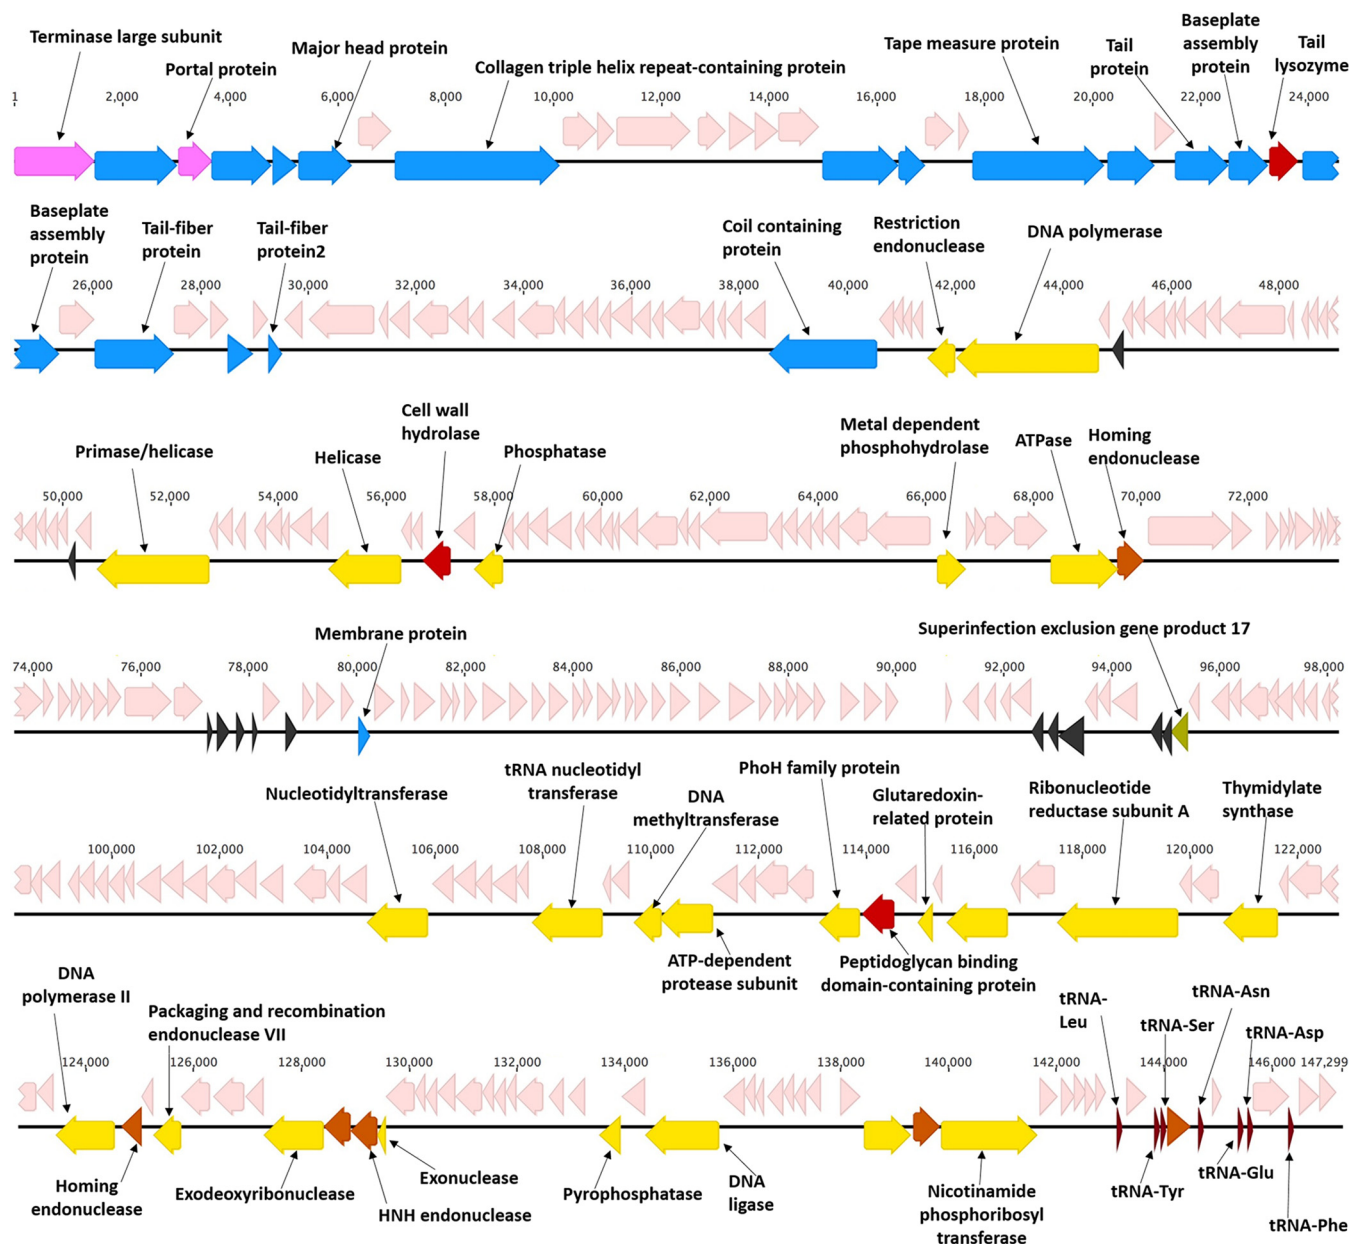 Terminase large subunit
Portal protein
Major head protein
Collagen triple helix repeat-containing protein
Tape measure protein
Tail
protein
Baseplate
assembly
protein
Tail
lysozyme
1 2,000 4,000 6,000 8,000 10,000 12,000 14,000 16,000 18,000 20,000 22,000 24,000
Baseplate
assembly
protein
Tail-fiber
protein
Tail-fiber
protein2
Coil containing
protein
Restriction
endonuclease
DNA polymerase
26,000 28,000 30,000 32,000 34,000 36,000 38,000 40,000 42,000 44,000 46,000 48,000
Primase/helicase
Helicase
Cell wall
hydrolase
Phosphatase
Metal dependent
phosphohydrolase
ATPase
Homing
endonuclease
50,000 52,000 54,000 56,000 58,000 60,000 62,000 64,000 66,000 68,000 70,000 72,000
Membrane protein
Superinfection exclusion gene product 17
74,000 76,000 78,000 80,000 82,000 84,000 86,000 88,000 90,000 92,000 94,000 96,000 98,000
Nucleotidyltransferase
tRNA nucleotidyl
transferase
DNA
methyltransferase
PhoH family protein
Glutaredoxin-
related protein
Ribonucleotide
reductase subunit A
Thymidylate
synthase
100,000 102,000 104,000 106,000 108,000 110,000 112,000 114,000 116,000 118,000 120,000 122,000
ATP-dependent
protease subunit
Peptidoglycan binding
domain-containing protein
DNA
polymerase II
Packaging and recombination
endonuclease VII
tRNA-
Leu
tRNA-Ser
tRNA-Asn
tRNA-Asp
124,000 126,000 128,000 130,000 132,000 134,000 136,000 138,000 140,000 142,000 144,000 146,000 147,299
Homing
endonuclease
Exodeoxyribonuclease
Exonuclease
HNH endonuclease
Pyrophosphatase
DNA
ligase
Nicotinamide
phosphoribosyl
transferase
tRNA-Tyr
tRNA-Glu
tRNA-Phe